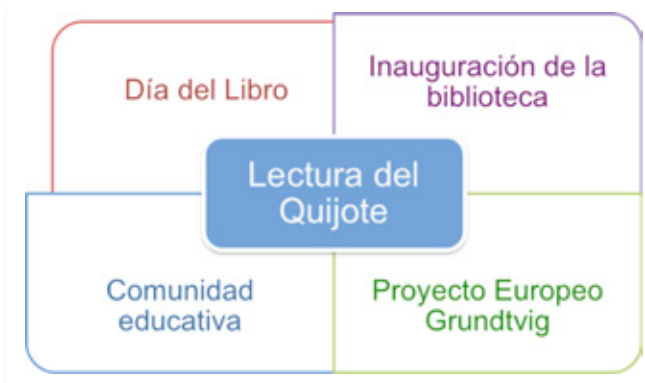 Día del Libro
Inauguración de la
biblioteca
Lectura del
Quijote
Comunidad
educativa
Proyecto Europeo
Grundtvig